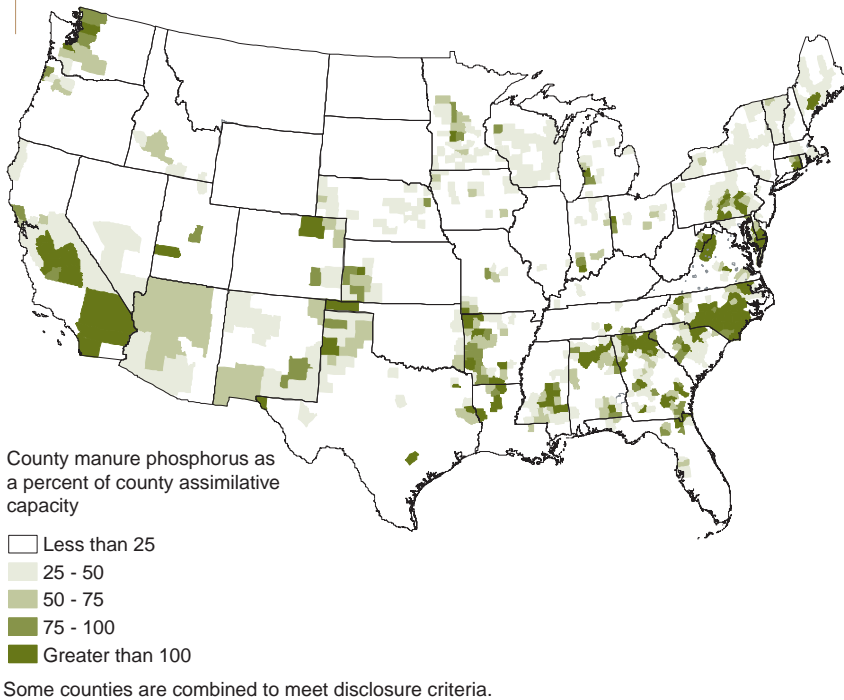 County manure phosphorus as
a percent of county assimilative
capacity
Less than 25
25 - 50
50 - 75
75 - 100
Greater than 100
Some counties are combined to meet disclosure criteria.